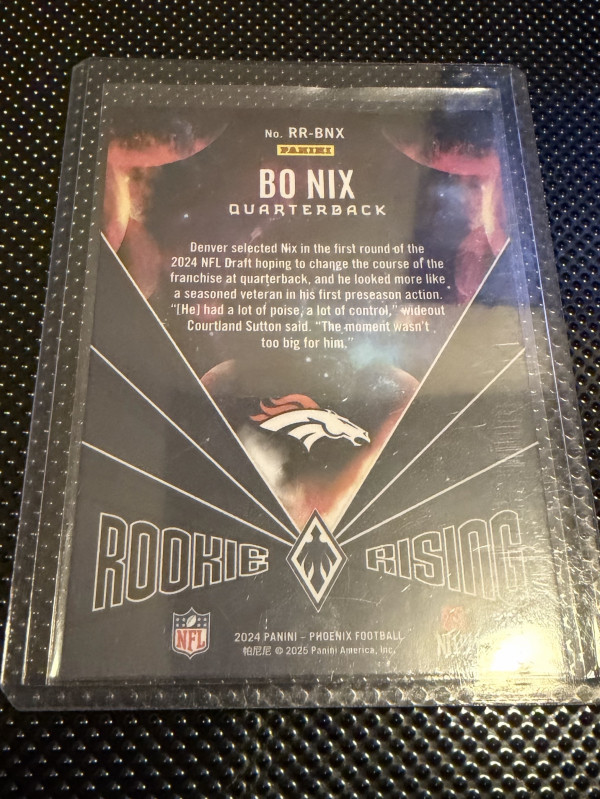 No. RR-BNX
PANINI
BO NIX
QUARTERBACK
Denver selected Nix in the first round of the
2024 NFL Draft hoping to change the course of the
franchise at quarterback, and he looked more like
a seasoned veteran in his first preseason action.
"[He] had a lot of poise, a lot of control," wideout
Courtland Sutton said. "The moment wasn't
too big for him."
ROOKIE RISING
NFL
2024 PANINI - PHOENIX FOOTBALL
帕尼尼 © 2025 Panini America, Inc.